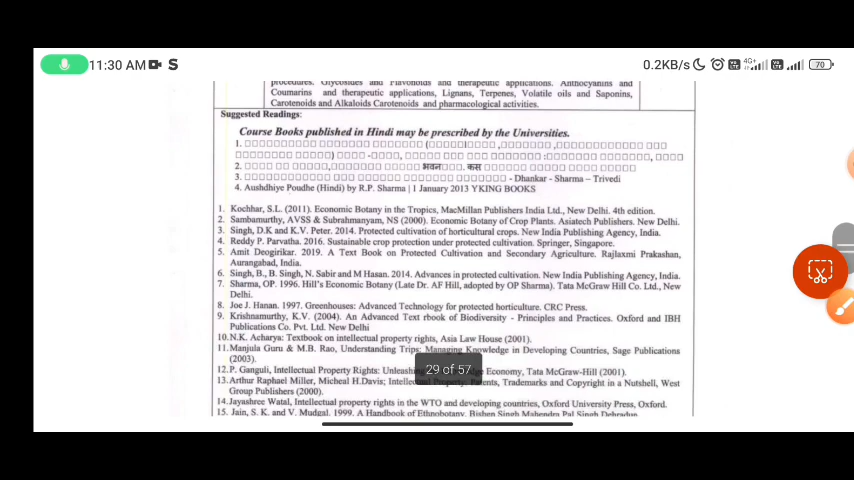 11:30 AM S
0.2KB/s 4G+ 70
procedures. Glycosides and Flavonoids and therapeutic applications. Anthocyanins and
Coumarins and therapeutic applications, Lignans, Terpenes, Volatile oils and Saponins,
Carotenoids and Alkaloids Carotenoids and pharmacological activities.
Suggested Readings:
Course Books published in Hindi may be prescribed by the Universities.
1.
2. भवन कस
3. - Dhankar - Sharma – Trivedi
4. Aushdhiye Poudhe (Hindi) by R.P. Sharma | 1 January 2013 YKING BOOKS
1. Kochhar, S.L. (2011). Economic Botany in the Tropics, MacMillan Publishers India Ltd., New Delhi. 4th edition.
2. Sambamurthy, AVSS & Subrahmanyam, NS (2000). Economic Botany of Crop Plants. Asiatech Publishers. New Delhi.
3. Singh, D.K and K.V. Peter. 2014. Protected cultivation of horticultural crops. New India Publishing Agency, India.
4. Reddy P. Parvatha. 2016. Sustainable crop protection under protected cultivation. Springer, Singapore.
5. Amit Deogirikar. 2019. A Text Book on Protected Cultivation and Secondary Agriculture. Rajlaxmi Prakashan,
Aurangabad, India.
6. Singh, B., B. Singh, N. Sabir and M Hasan. 2014. Advances in protected cultivation. New India Publishing Agency, India.
7. Sharma, OP. 1996. Hill's Economic Botany (Late Dr. AF Hill, adopted by OP Sharma). Tata McGraw Hill Co. Ltd., New
Delhi.
8. Joe J. Hanan. 1997. Greenhouses: Advanced Technology for protected horticulture. CRC Press.
9. Krishnamurthy, K.V. (2004). An Advanced Text rbook of Biodiversity - Principles and Practices. Oxford and IBH
Publications Co. Pvt. Ltd. New Delhi
10. N.K. Acharya: Textbook on intellectual property rights, Asia Law House (2001).
11. Manjula Guru & M.B. Rao, Understanding Trips: Managing Knowledge in Developing Countries, Sage Publications
(2003).
12. P. Ganguli, Intellectual Property Rights: Unleashing Economy, Tata McGraw-Hill (2001).
29 of 57
13. Arthur Raphael Miller, Micheal H.Davis; Intellectual Property: Patents, Trademarks and Copyright in a Nutshell, West
Group Publishers (2000).
14. Jayashree Watal, Intellectual property rights in the WTO and developing countries, Oxford University Press, Oxford.
15. Jain, S. K. and V. Mudgal. 1999. A Handbook of Ethnobotany. Bishen Singh Mahendra Pal Singh Dehradun